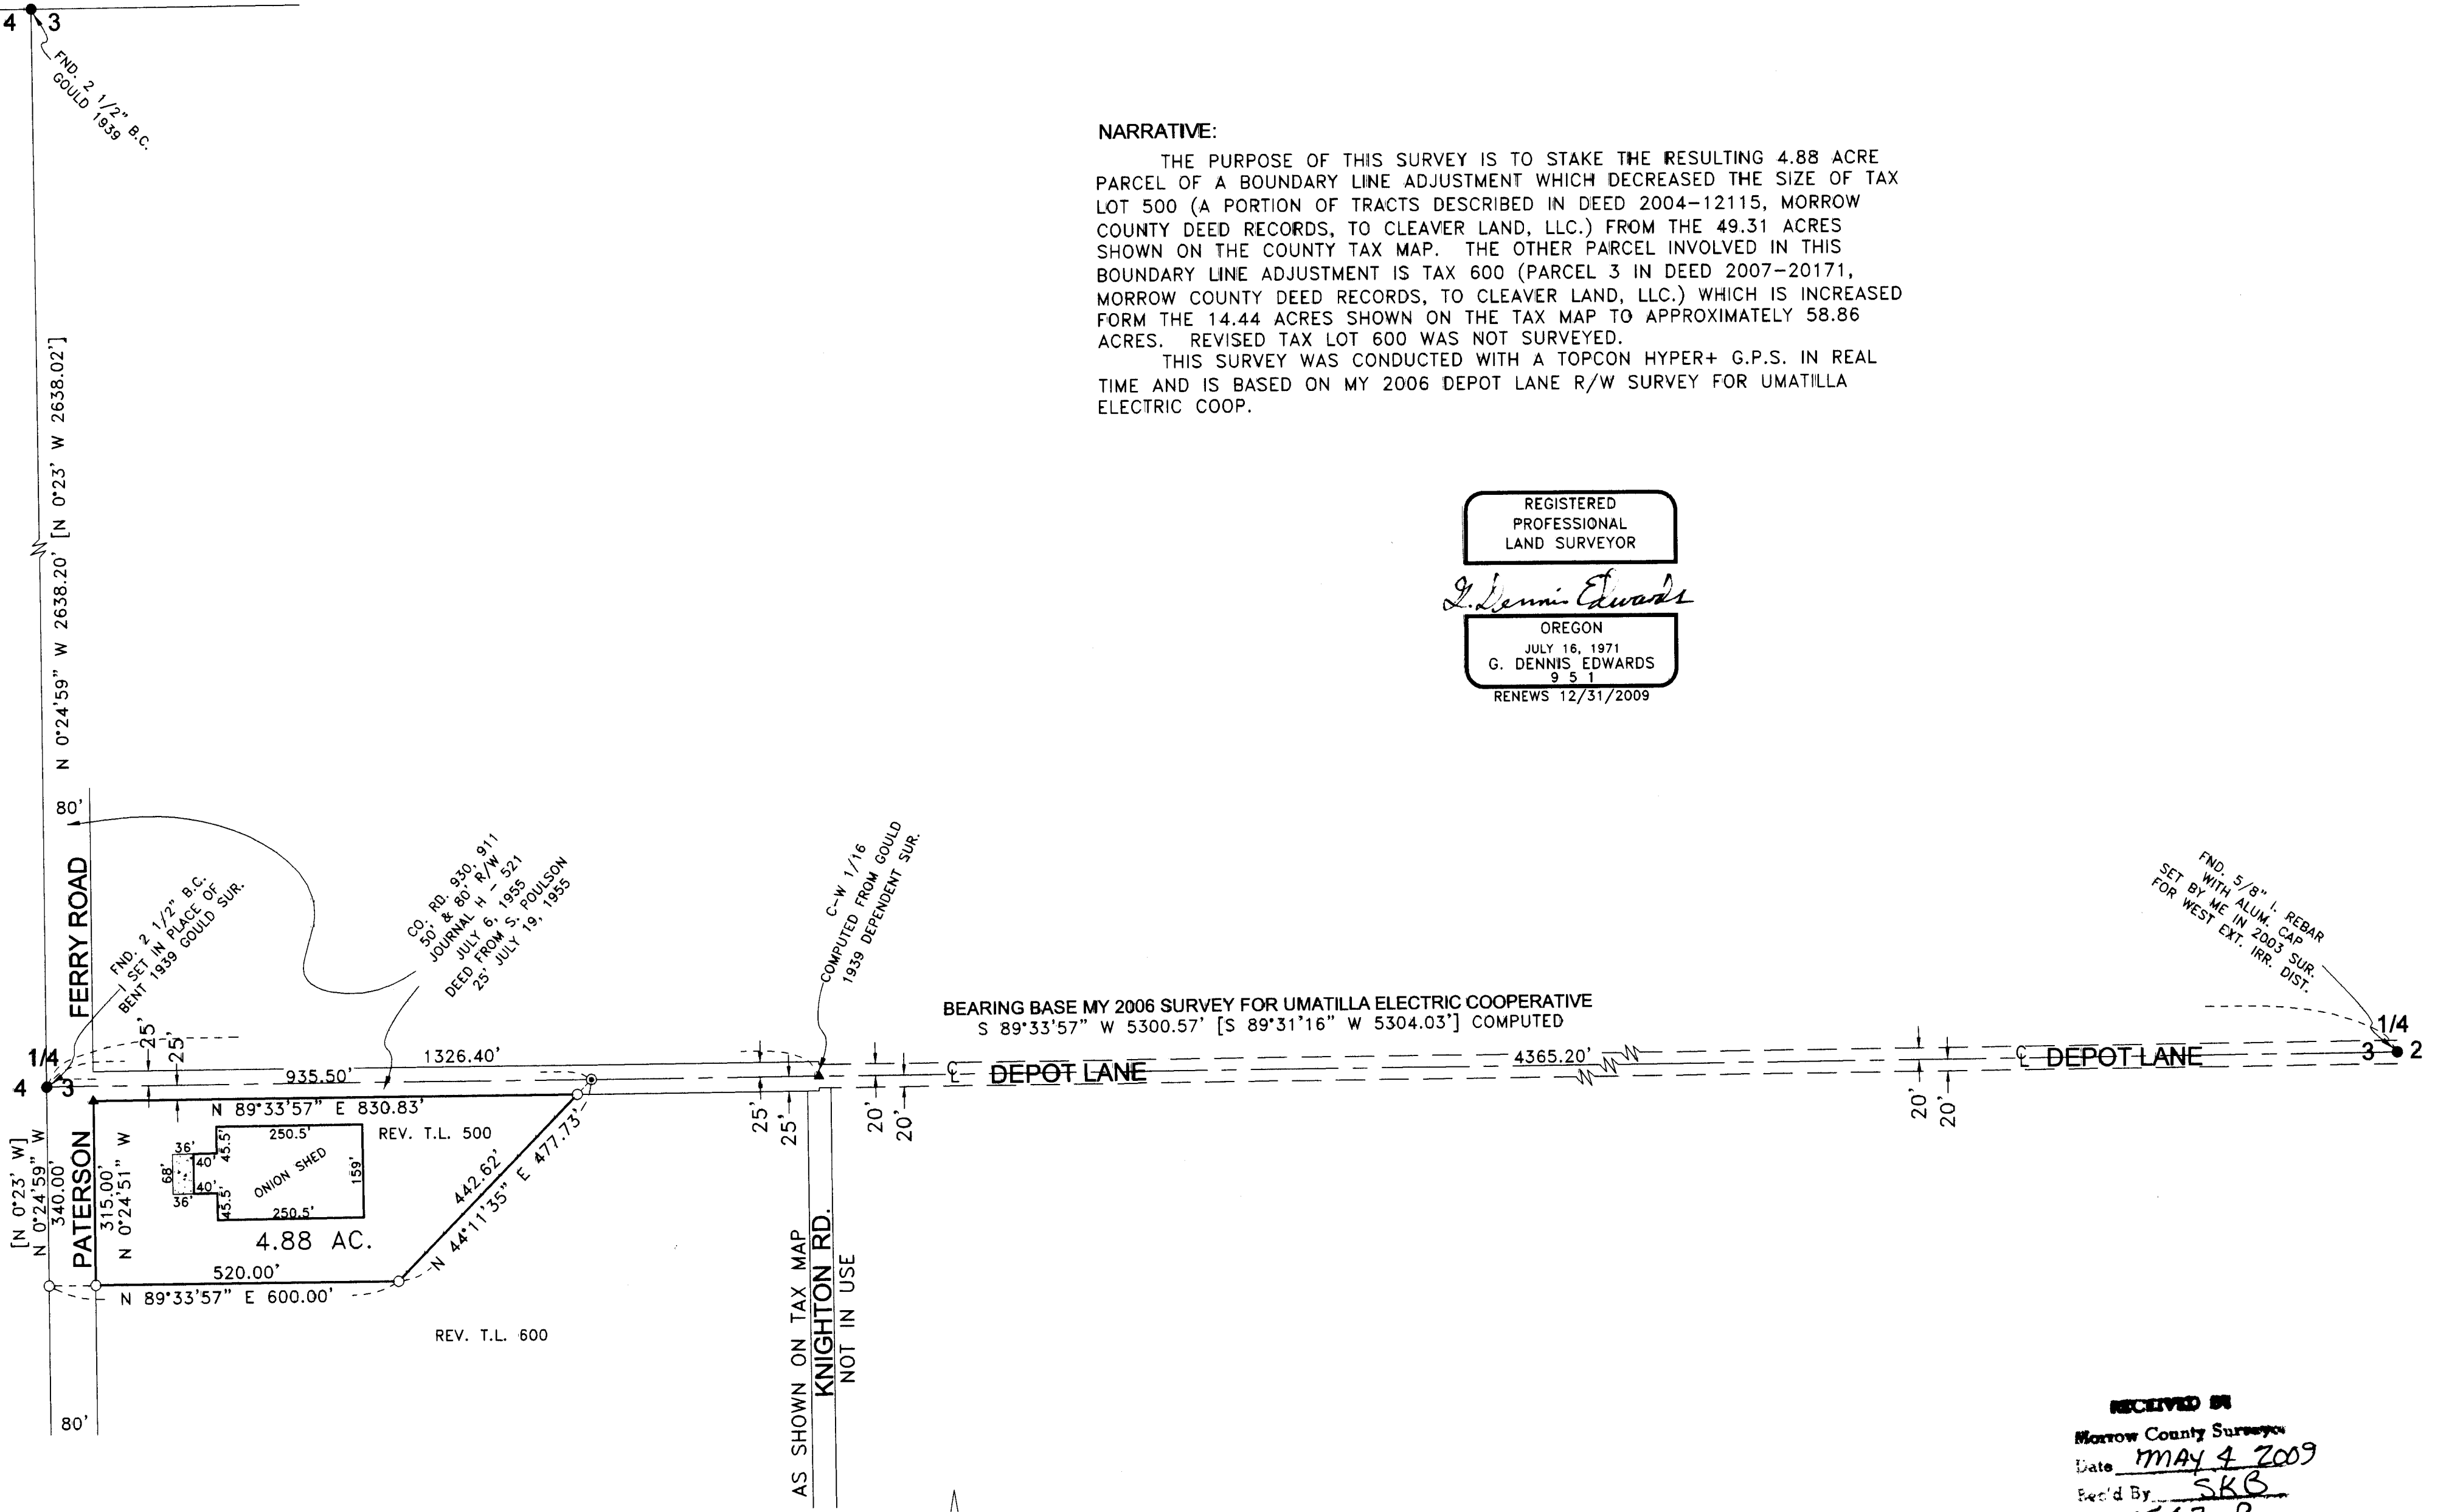 4 3
FND. 2 1/2" B.C.
GOULD 1939
NARRATIVE:
THE PURPOSE OF THIS SURVEY IS TO STAKE THE RESULTING 4.88 ACRE
PARCEL OF A BOUNDARY LINE ADJUSTMENT WHICH DECREASED THE SIZE OF TAX
LOT 500 (A PORTION OF TRACTS DESCRIBED IN DEED 2004-12115, MORROW
COUNTY DEED RECORDS, TO CLEAVER LAND, LLC.) FROM THE 49.31 ACRES
SHOWN ON THE COUNTY TAX MAP. THE OTHER PARCEL INVOLVED IN THIS
BOUNDARY LINE ADJUSTMENT IS TAX 600 (PARCEL 3 IN DEED 2007-20171,
MORROW COUNTY DEED RECORDS, TO CLEAVER LAND, LLC.) WHICH IS INCREASED
FORM THE 14.44 ACRES SHOWN ON THE TAX MAP TO APPROXIMATELY 58.86
ACRES. REVISED TAX LOT 600 WAS NOT SURVEYED.
THIS SURVEY WAS CONDUCTED WITH A TOPCON HYPER+ G.P.S. IN REAL
TIME AND IS BASED ON MY 2006 DEPOT LANE R/W SURVEY FOR UMATILLA
ELECTRIC COOP.
REGISTERED
PROFESSIONAL
LAND SURVEYOR
G. Dennis Edwards
OREGON
JULY 16, 1971
G. DENNIS EDWARDS
9 5 1
RENEWS 12/31/2009
N 0°24'59" W 2638.20' [N 0°23' W 2638.02']
80'
FERRY ROAD
FND. 2 1/2" B.C.
I SET IN PLACE OF
BENT 1939 GOULD SUR.
CO. RD. 930, 911
50' & 80' R/W
JOURNAL H - 521
JULY 6, 1955
DEED FROM S. POULSON
25' JULY 19, 1955
C-W 1/16
COMPUTED FROM GOULD
1939 DEPENDENT SUR.
FND. 5/8" I. REBAR
WITH ALUM. CAP
SET BY ME IN 2003 SUR.
FOR WEST EXT. IRR. DIST.
BEARING BASE MY 2006 SURVEY FOR UMATILLA ELECTRIC COOPERATIVE
S 89°33'57" W 5300.57' [S 89°31'16" W 5304.03'] COMPUTED
1/4
4 3
25'
25'
1326.40'
935.50'
N 89°33'57" E 830.83'
25'
25'
20'
20'
℄ DEPOT LANE
4365.20'
20'
20'
℄ DEPOT LANE
1/4
3 2
[N 0°23' W]
N 0°24'59" W
340.00'
PATERSON
315.00'
N 0°24'51" W
REV. T.L. 500
250.5'
45.5'
36'
40'
68'
ONION SHED
159'
40'
36'
45.5'
250.5'
4.88 AC.
442.62'
N 44°11'35" E 477.73'
520.00'
N 89°33'57" E 600.00'
REV. T.L. 600
80'
AS SHOWN ON TAX MAP
KNIGHTON RD.
NOT IN USE
RECEIVED BY
Morrow County Surveyor
Date MAY 4 2009
Rec'd By SKB